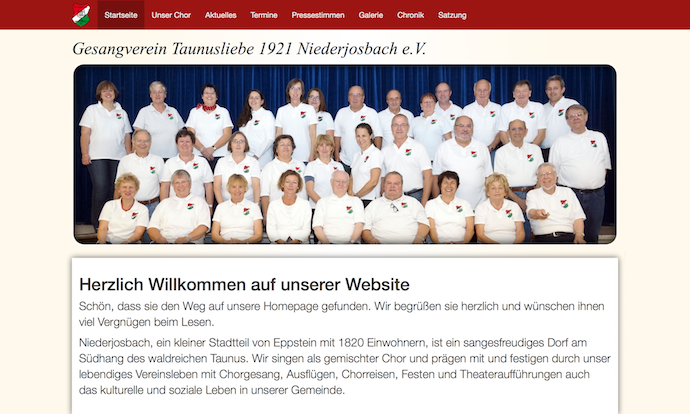 Startseite Unser Chor Aktuelles Termine Pressestimmen Galerie Chronik Satzung
Gesangverein Taunusliebe 1921 Niederjosbach e.V.
Herzlich Willkommen auf unserer Website
Schön, dass sie den Weg auf unsere Homepage gefunden. Wir begrüßen sie herzlich und wünschen ihnen
viel Vergnügen beim Lesen.
Niederjosbach, ein kleiner Stadtteil von Eppstein mit 1820 Einwohnern, ist ein sangesfreudiges Dorf am
Südhang des waldreichen Taunus. Wir singen als gemischter Chor und prägen mit und festigen durch unser
lebendiges Vereinsleben mit Chorgesang, Ausflügen, Chorreisen, Festen und Theateraufführungen auch
das kulturelle und soziale Leben in unserer Gemeinde.